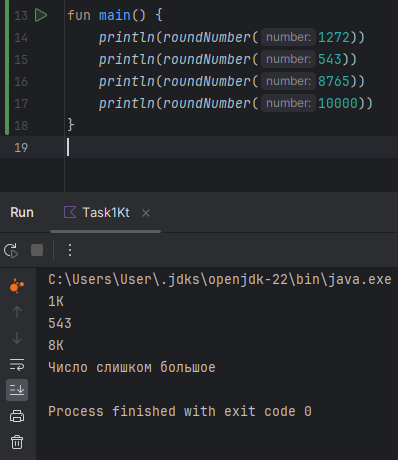 13 fun main() {
14 println(roundNumber( number: 1272))
15 println(roundNumber( number: 543))
16 println(roundNumber( number: 8765))
17 println(roundNumber( number: 10000))
18 }
19
Run Task1Kt ×
C:\Users\User\.jdks\openjdk-22\bin\java.exe
1K
543
8K
Число слишком большое
Process finished with exit code 0